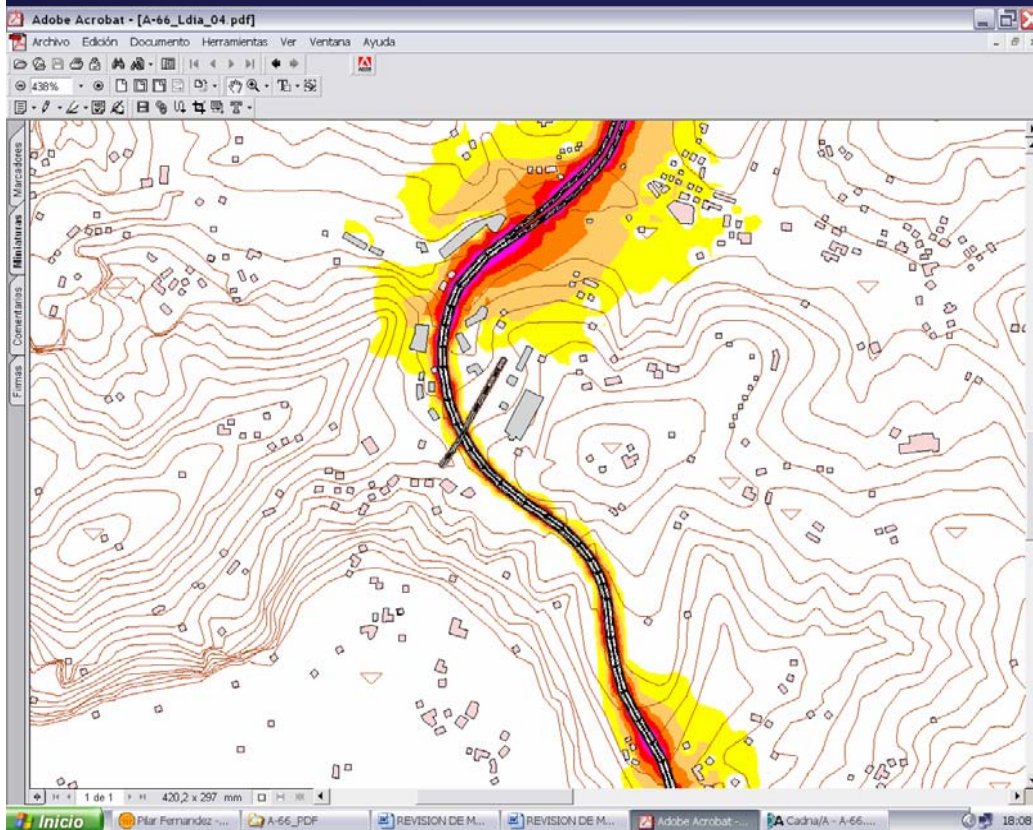 Adobe Acrobat - [A-66_Ldia_04.pdf]
Archivo Edición Documento Herramientas Ver Ventana Ayuda
438%
Marcadores
Miniaturas
Comentarios
Firmas
1 de 1 420,2 x 297 mm
Inicio Pilar Fernandez -... A-66_PDF REVISION DE M... REVISION DE M... Adobe Acrobat -... Cadna/A - A-66.... 18:08